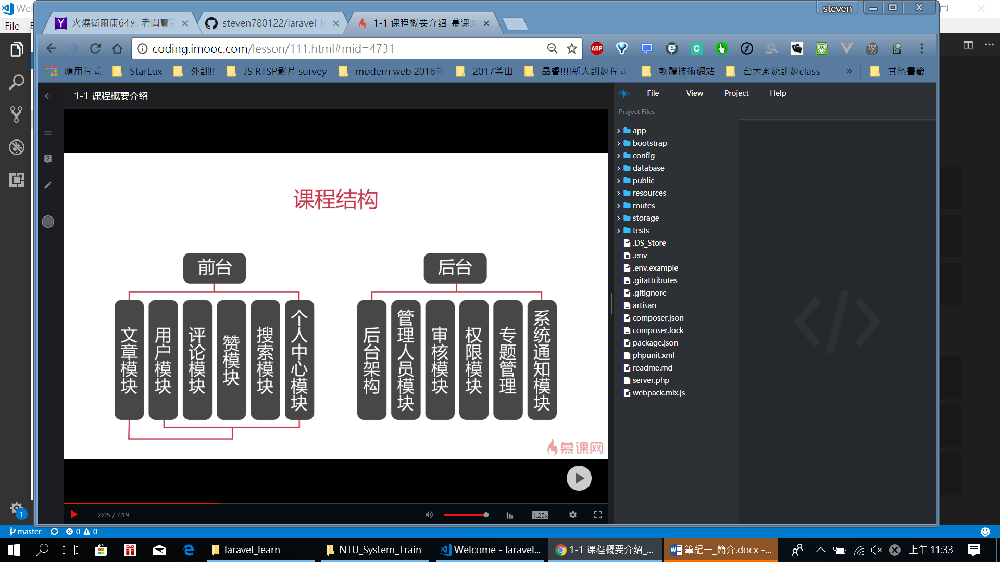 Wel
steven
火燒衛爾康64死 老闆賣
steven780122/laravel_l
1-1 课程概要介绍_慕课网
File
coding.imooc.com/lesson/111.html#mid=4731
ABP
應用程式
StarLux
外訓!!
JS RTSP影片 survey
modern web 2016外
2017釜山
晶睿!!!!新人訓練程式
軟體技術網站
台大系統訓練class
»
其他書籤
1-1 课程概要介绍
File View Project Help
Project Files
app
bootstrap
config
database
public
resources
routes
storage
tests
.DS_Store
.env
.env.example
.gitattributes
.gitignore
artisan
composer.json
composer.lock
package.json
phpunit.xml
readme.md
server.php
webpack.mix.js
课程结构
前台
文章模块
用户模块
评论模块
赞模块
搜索模块
个人中心模块
后台
后台架构
管理人员模块
审核模块
权限模块
专题管理
系统通知模块
慕课网
2:05 / 7:19
1.25x
1
master 0 0
laravel_learn
NTU_System_Train
Welcome - laravel...
1-1 课程概要介绍_...
筆記一_簡介.docx -...
上午 11:33